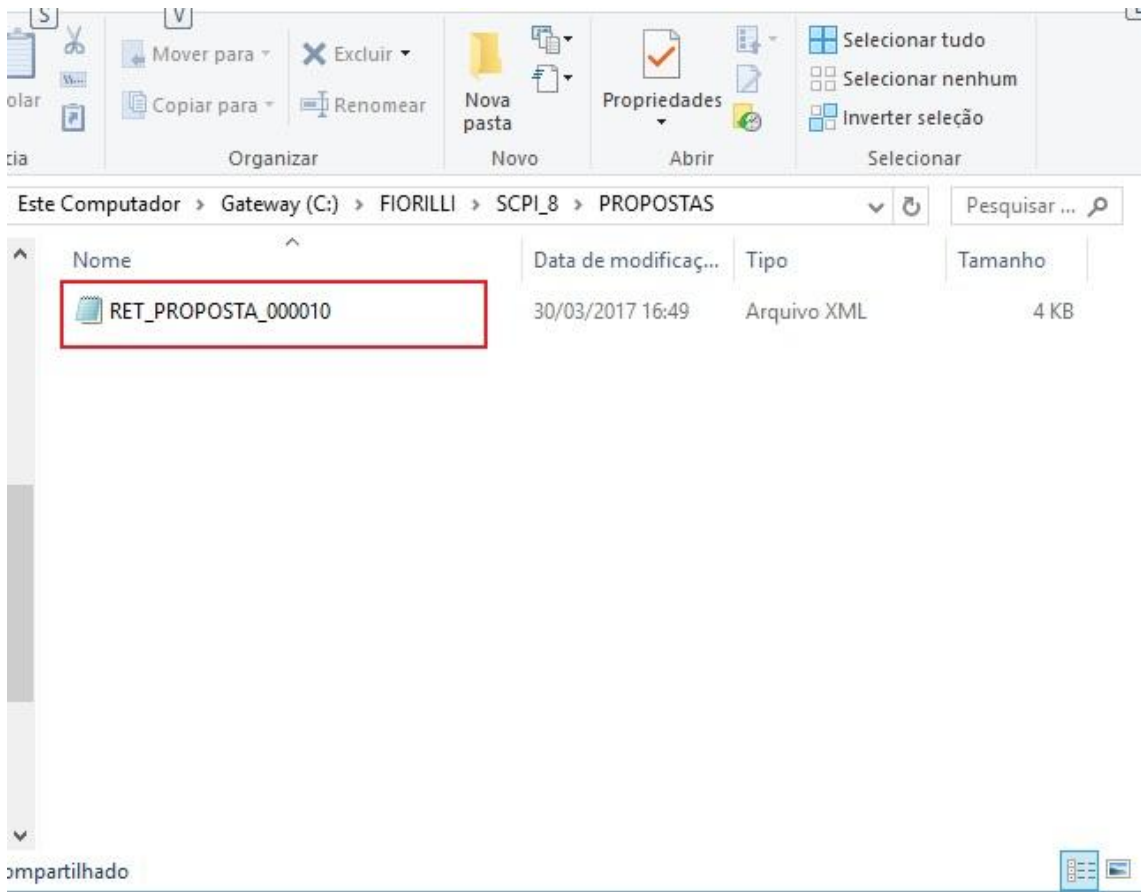 S V
Mover para Excluir Selecionar tudo
Selecionar nenhum
olar Copiar para Renomear Nova pasta Propriedades Inverter seleção
cia Organizar Novo Abrir Selecionar
Este Computador > Gateway (C:) > FIORILLI > SCPI_8 > PROPOSTAS Pesquisar ...
Nome Data de modificaç... Tipo Tamanho
RET_PROPOSTA_000010 30/03/2017 16:49 Arquivo XML 4 KB
ompartilhado